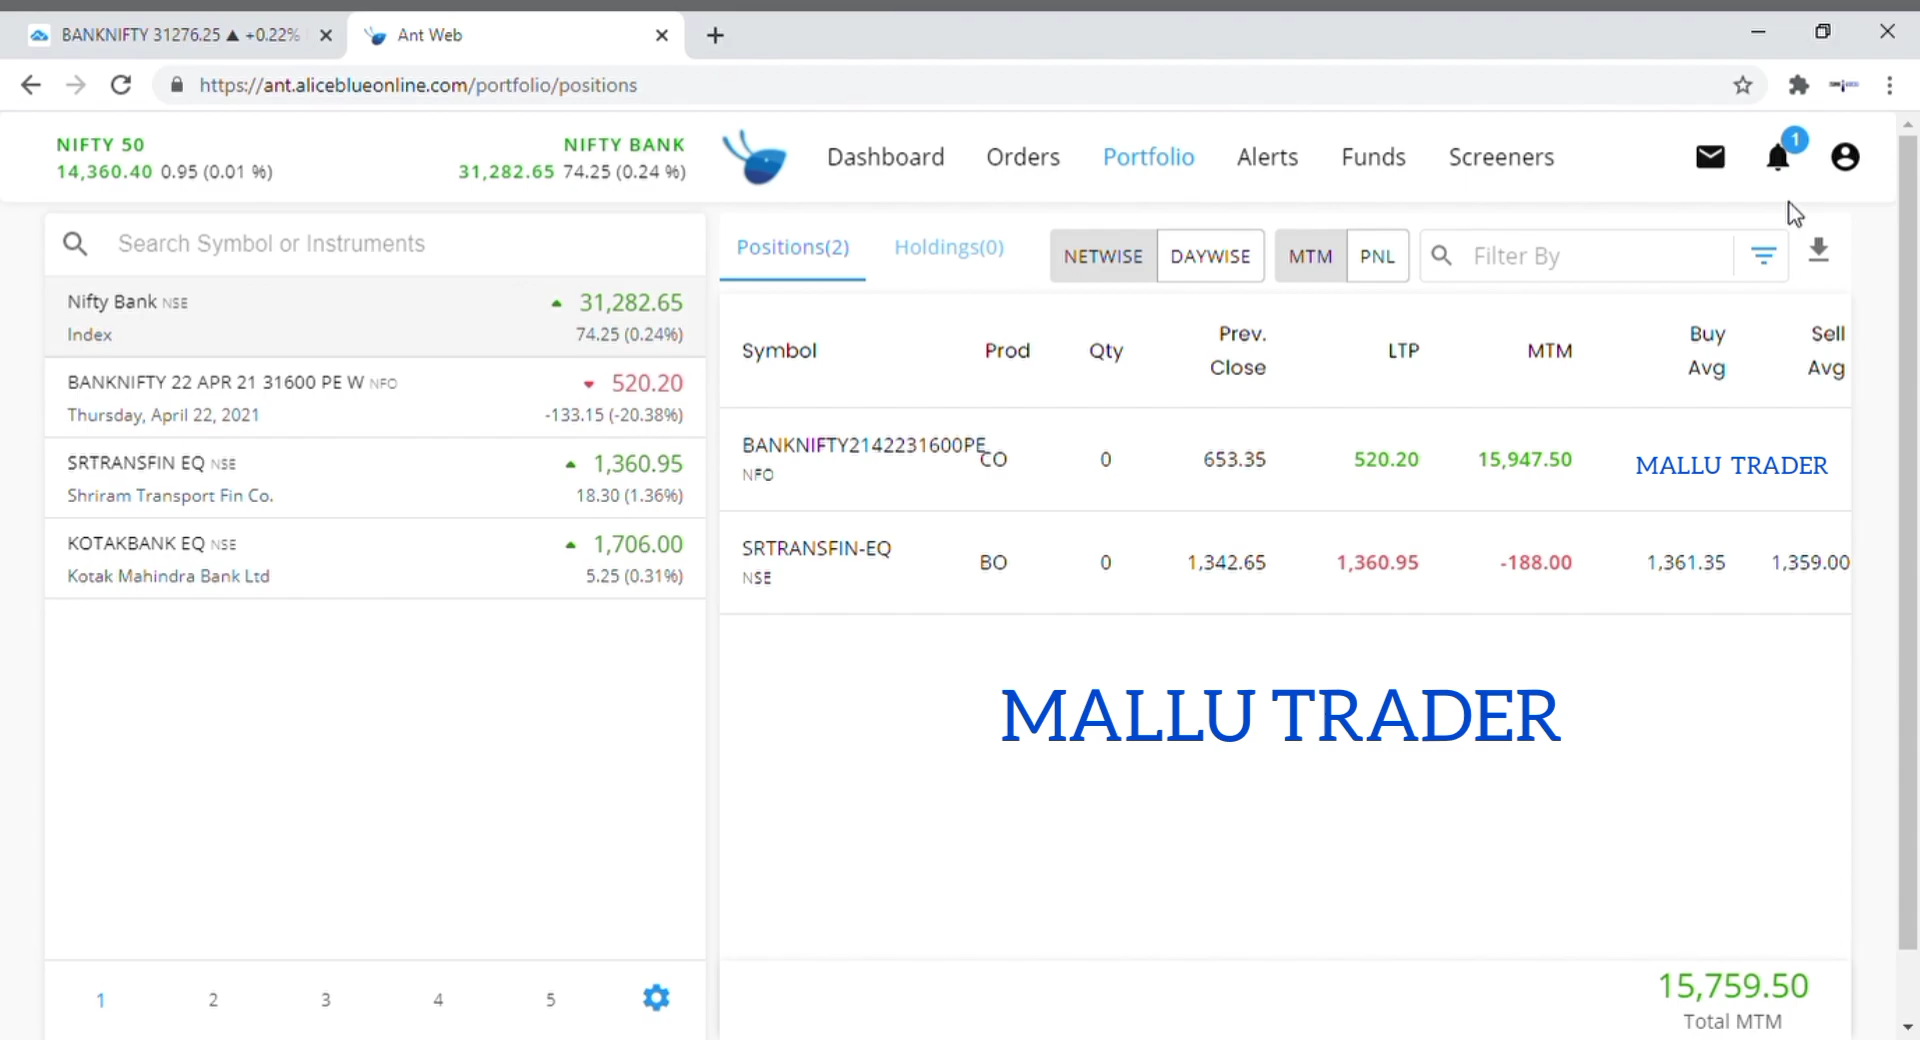 BANKNIFTY 31276.25 ▲ +0.22%
Ant Web
https://ant.aliceblueonline.com/portfolio/positions
NIFTY 50
14,360.40 0.95 (0.01 %)
NIFTY BANK
31,282.65 74.25 (0.24 %)
Dashboard Orders Portfolio Alerts Funds Screeners
1
Search Symbol or Instruments
Nifty Bank NSE 31,282.65
Index 74.25 (0.24%)
BANKNIFTY 22 APR 21 31600 PE W NFO 520.20
Thursday, April 22, 2021 -133.15 (-20.38%)
SRTRANSFIN EQ NSE 1,360.95
Shriram Transport Fin Co. 18.30 (1.36%)
KOTAKBANK EQ NSE 1,706.00
Kotak Mahindra Bank Ltd 5.25 (0.31%)
1 2 3 4 5
Positions(2) Holdings(0) NETWISE DAYWISE MTM PNL Filter By
Symbol Prod Qty Prev. Close LTP MTM Buy Avg Sell Avg
BANKNIFTY2142231600PE CO 0 653.35 520.20 15,947.50 MALLU TRADER
NFO
SRTRANSFIN-EQ BO 0 1,342.65 1,360.95 -188.00 1,361.35 1,359.00
NSE
MALLU TRADER
15,759.50
Total MTM